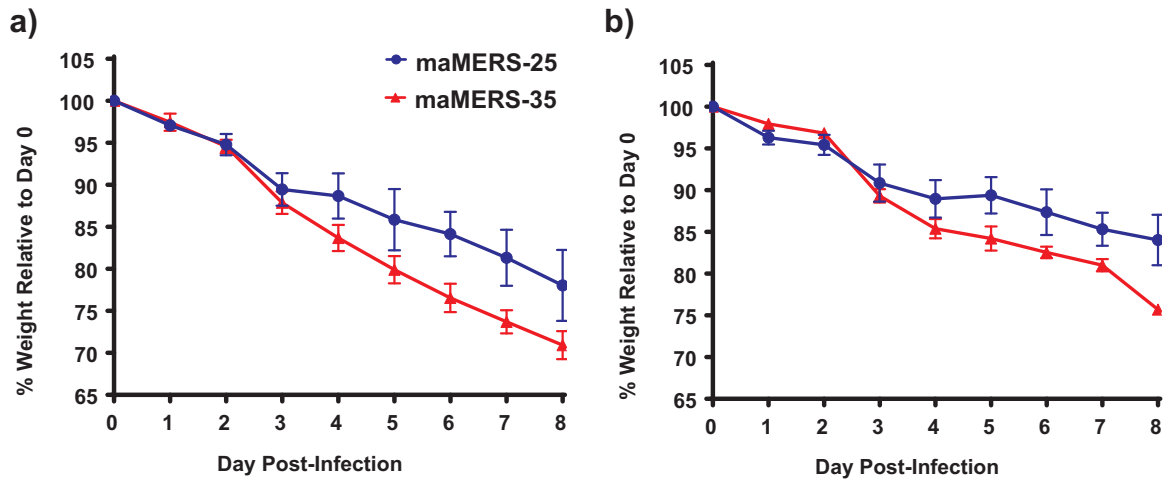 a)
% Weight Relative to Day 0
105
100
95
90
85
80
75
70
65
0 1 2 3 4 5 6 7 8
Day Post-Infection
maMERS-25
maMERS-35
b)
% Weight Relative to Day 0
105
100
95
90
85
80
75
70
65
0 1 2 3 4 5 6 7 8
Day Post-Infection